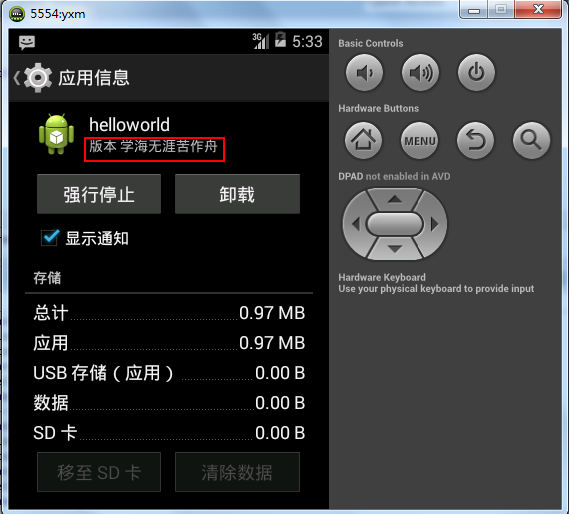 5554:yxm
3G 5:33
应用信息
helloworld
版本 学海无涯苦作舟
强行停止 卸载
显示通知
存储
总计 0.97 MB
应用 0.97 MB
USB 存储（应用） 0.00 B
数据 0.00 B
SD 卡 0.00 B
移至 SD 卡 清除数据
Basic Controls
Hardware Buttons
MENU
DPAD not enabled in AVD
Hardware Keyboard
Use your physical keyboard to provide input